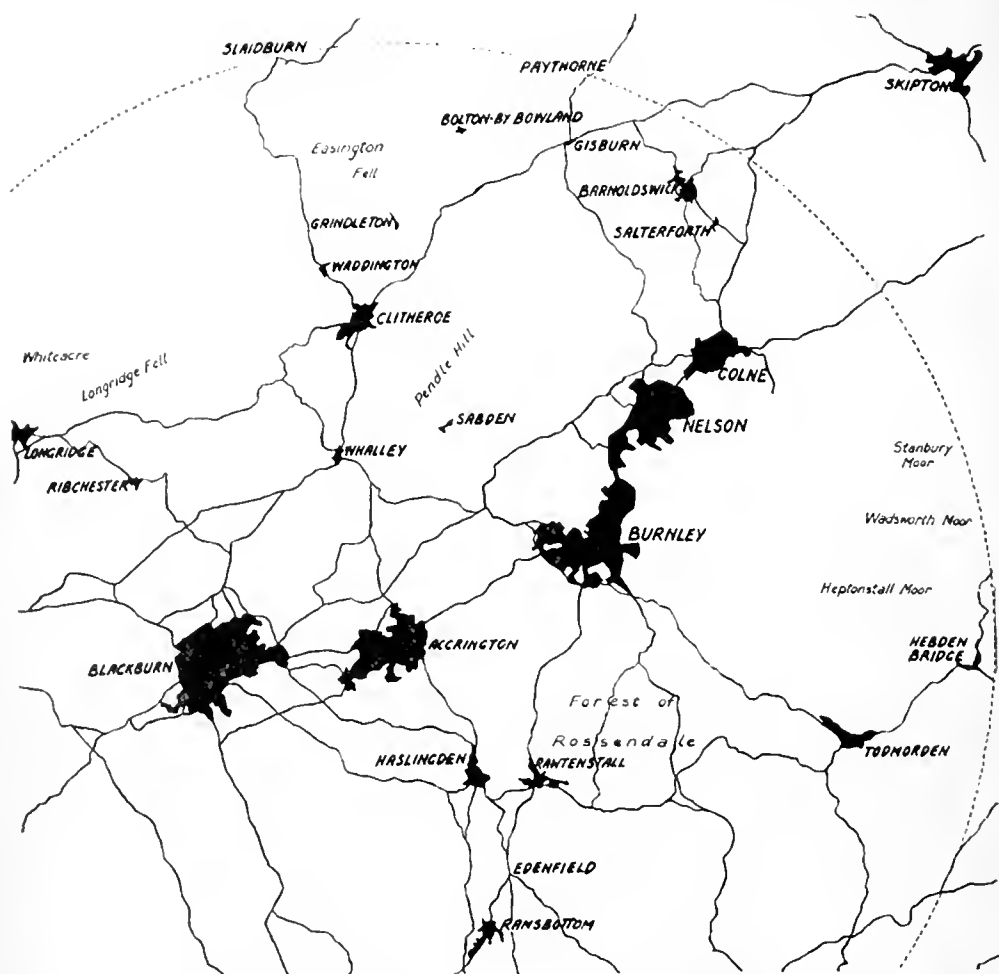 SLAIDBURN
PAYTHORNE
SKIPTON
BOLTON-BY BOWLAND
Easington
Fell
GISBURN
BARNOLDSWICK
GRINDLETON
SALTERFORTH
WADDINGTON
CLITHEROE
Whiteacre
Longridge Fell
Pendle Hill
COLNE
SABDEN
NELSON
LONGRIDGE
WHALLEY
Stanbury
Moor
RIBCHESTER
Wadsworth Moor
BURNLEY
Heptonstall Moor
ACCRINGTON
HEBDEN
BRIDGE
BLACKBURN
Forest of
Rossendale
HASLINGDEN
RAWTENSTALL
TODMORDEN
EDENFIELD
RAMSBOTTOM